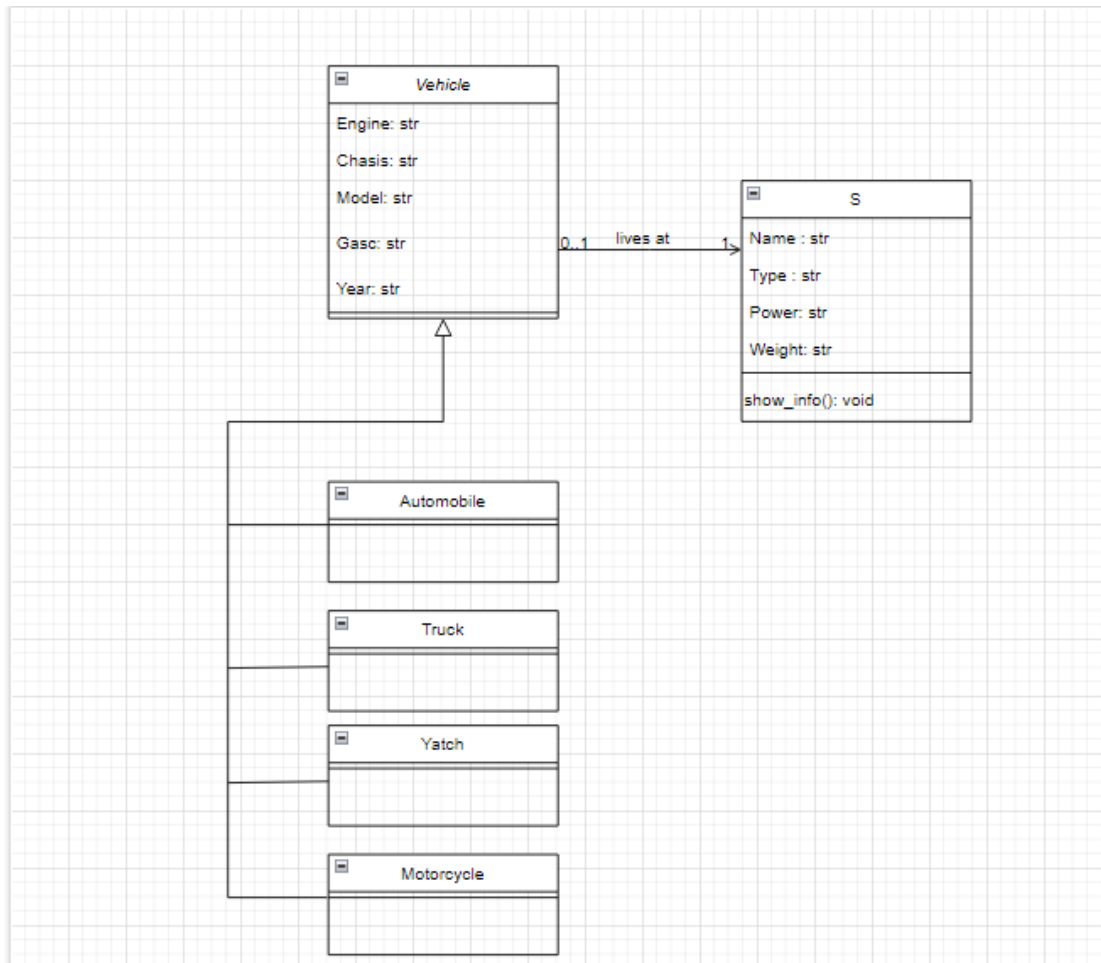 Vehicle
Engine: str
Chasis: str
Model: str
Gasc: str
Year: str
0..1 lives at 1
S
Name : str
Type : str
Power: str
Weight: str
show_info(): void
Automobile
Truck
Yatch
Motorcycle